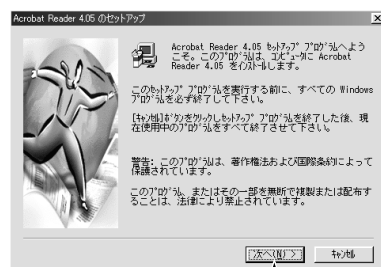 Acrobat Reader 4.05 のセットアップ
Acrobat Reader 4.05 ｾｯﾄｱｯﾌﾟ ﾌﾟﾛｸﾞﾗﾑへよう
こそ。このﾌﾟﾛｸﾞﾗﾑは、ｺﾝﾋﾟｭｰﾀに Acrobat
Reader 4.05 をｲﾝｽﾄｰﾙします。
このｾｯﾄｱｯﾌﾟ ﾌﾟﾛｸﾞﾗﾑを実行する前に、すべての Windows
ﾌﾟﾛｸﾞﾗﾑを必ず終了して下さい。
[ｷｬﾝｾﾙ]ﾎﾞﾀﾝをｸﾘｯｸしｾｯﾄｱｯﾌﾟ ﾌﾟﾛｸﾞﾗﾑを終了した後、現
在使用中のﾌﾟﾛｸﾞﾗﾑをすべて終了させて下さい。
警告: このﾌﾟﾛｸﾞﾗﾑは、著作権法および国際条約によって
保護されています。
このﾌﾟﾛｸﾞﾗﾑ、またはその一部を無断で複製または配布す
ることは、法律により禁止されています。
次へ(N) >
ｷｬﾝｾﾙ